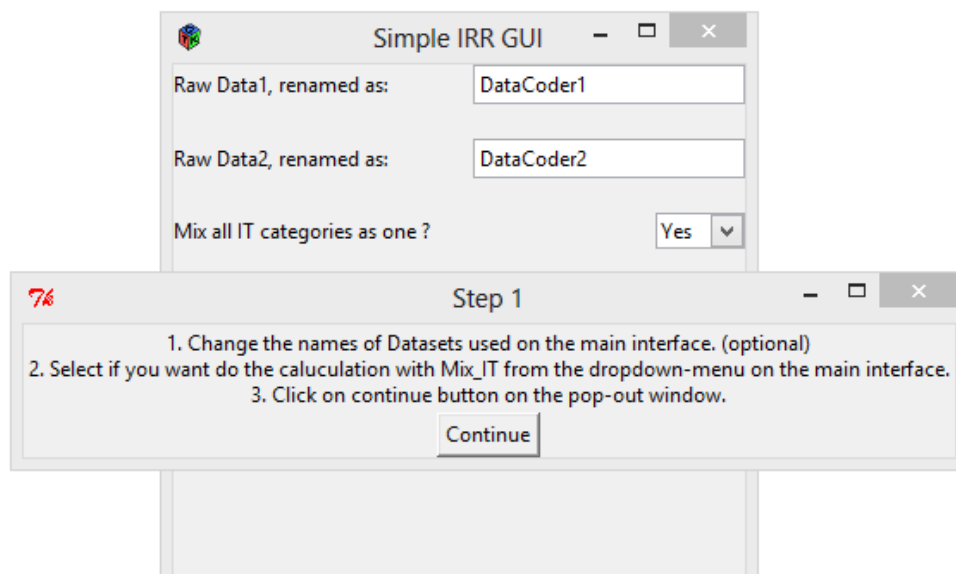 Simple IRR GUI
Raw Data1, renamed as: DataCoder1
Raw Data2, renamed as: DataCoder2
Mix all IT categories as one ? Yes
Step 1
1. Change the names of Datasets used on the main interface. (optional)
2. Select if you want do the caluculation with Mix_IT from the dropdown-menu on the main interface.
3. Click on continue button on the pop-out window.
Continue